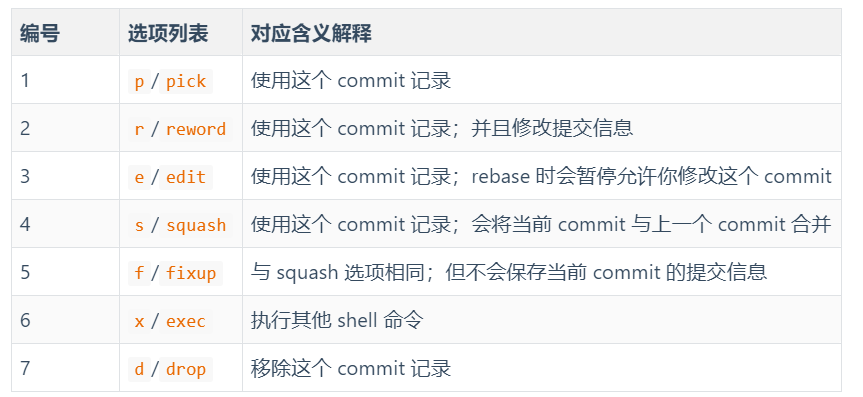 编号 选项列表 对应含义解释
1 p / pick 使用这个 commit 记录
2 r / reword 使用这个 commit 记录；并且修改提交信息
3 e / edit 使用这个 commit 记录；rebase 时会暂停允许你修改这个 commit
4 s / squash 使用这个 commit 记录；会将当前 commit 与上一个 commit 合并
5 f / fixup 与 squash 选项相同；但不会保存当前 commit 的提交信息
6 x / exec 执行其他 shell 命令
7 d / drop 移除这个 commit 记录